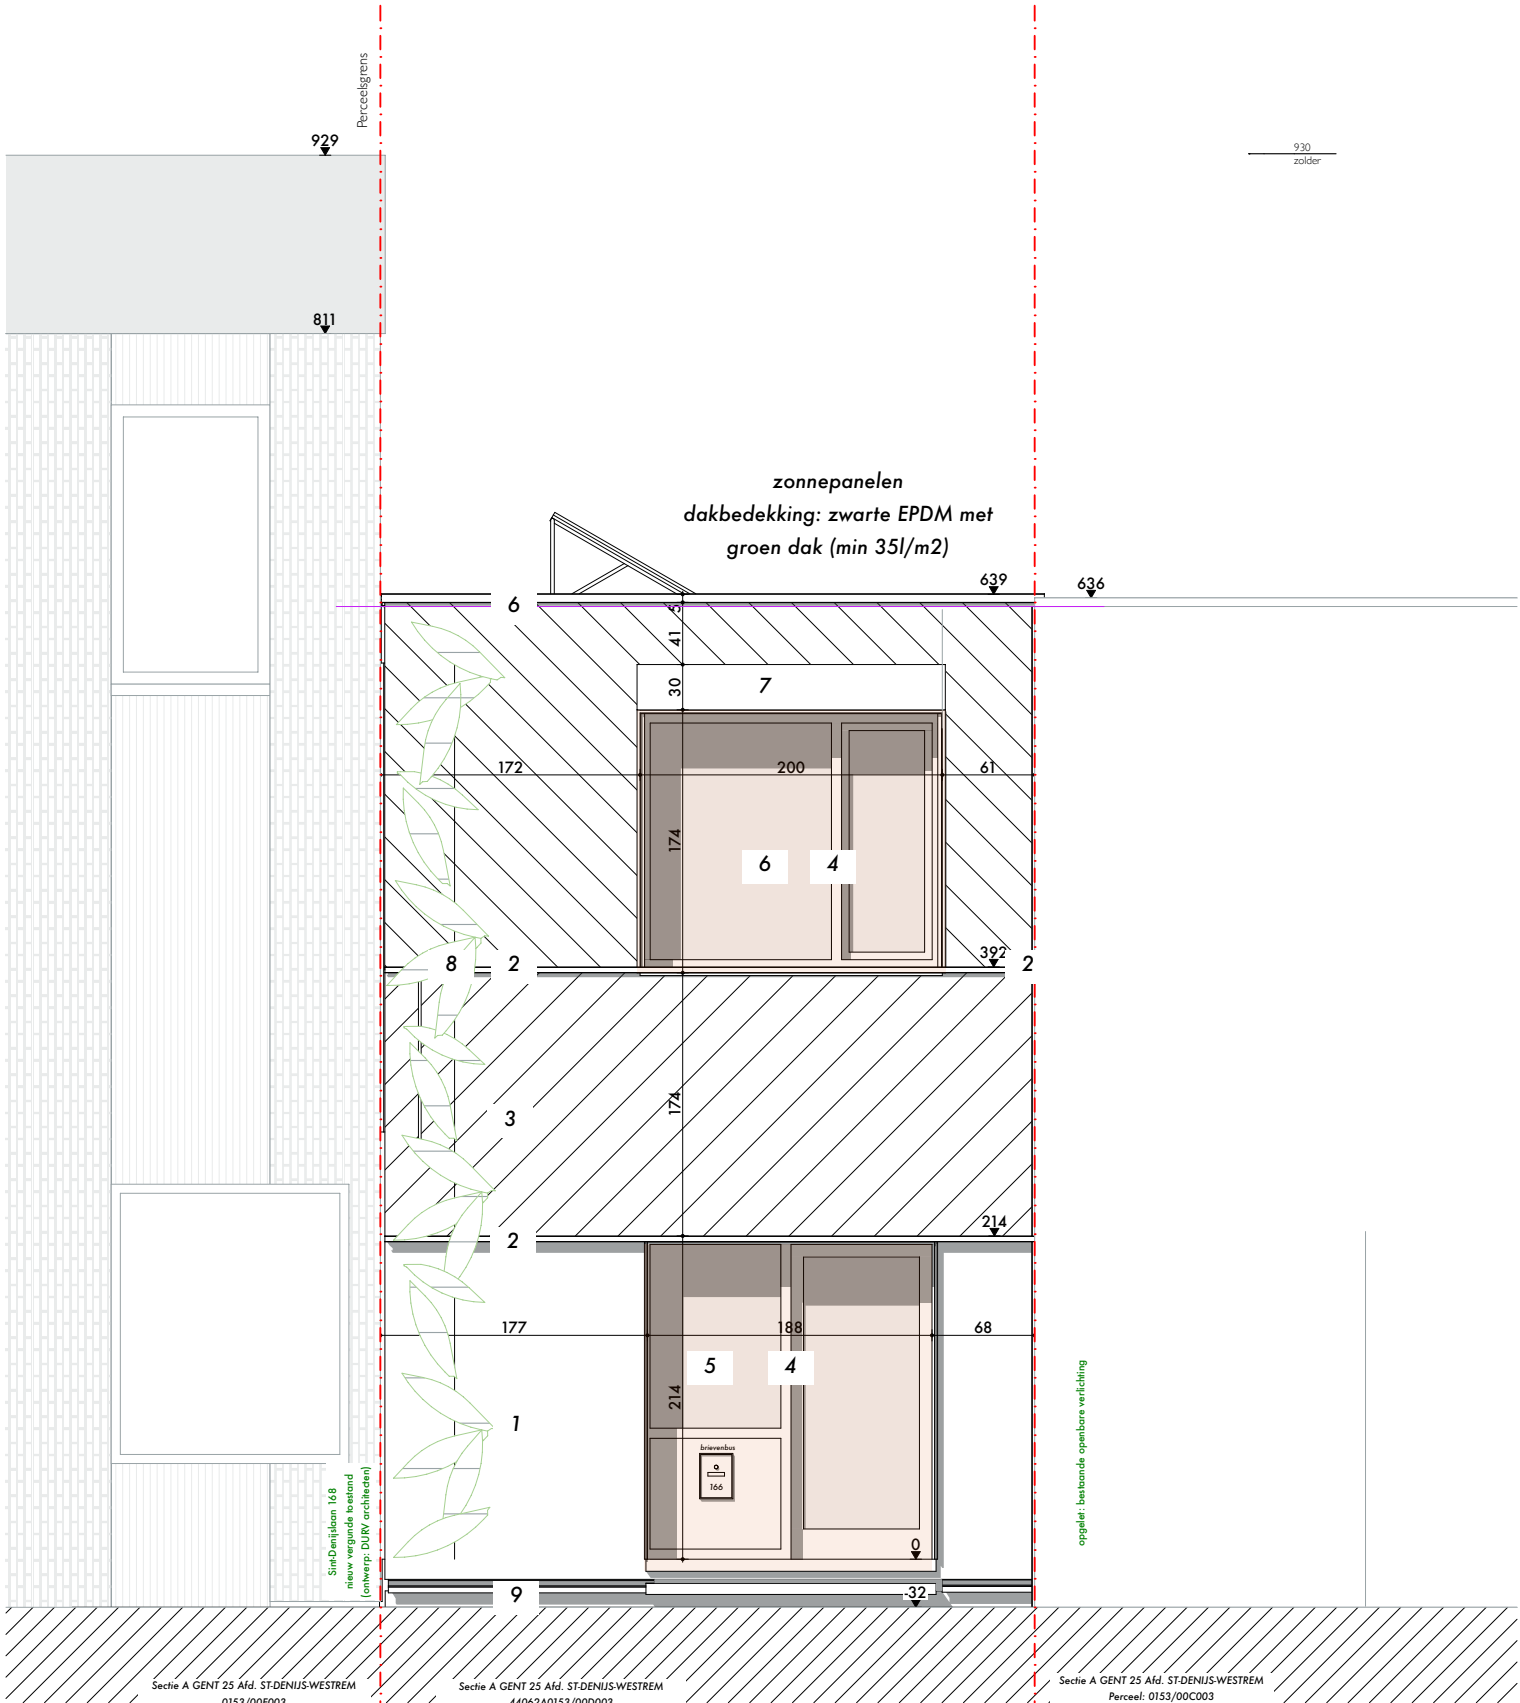 Perceelsgrens
929
930
zolder
811
zonnepanelen
dakbedekking: zwarte EPDM met
groen dak (min 35l/m2)
639
636
6
5
41
30
7
172
200
61
174
6
4
392
8
2
2
3
174
214
2
177
188
68
5
4
214
1
brievenbus
166
opgelet: bestaande openbare verlichting
Sint-Denijslaan 168
nieuw vergunde toestand
(ontwerp: DURV architecten)
0
9
-32
Sectie A GENT 25 Afd. ST-DENIJS-WESTREM
0153/00E003
Sectie A GENT 25 Afd. ST-DENIJS-WESTREM
44062A0153/00D003
Sectie A GENT 25 Afd. ST-DENIJS-WESTREM
Perceel: 0153/00C003